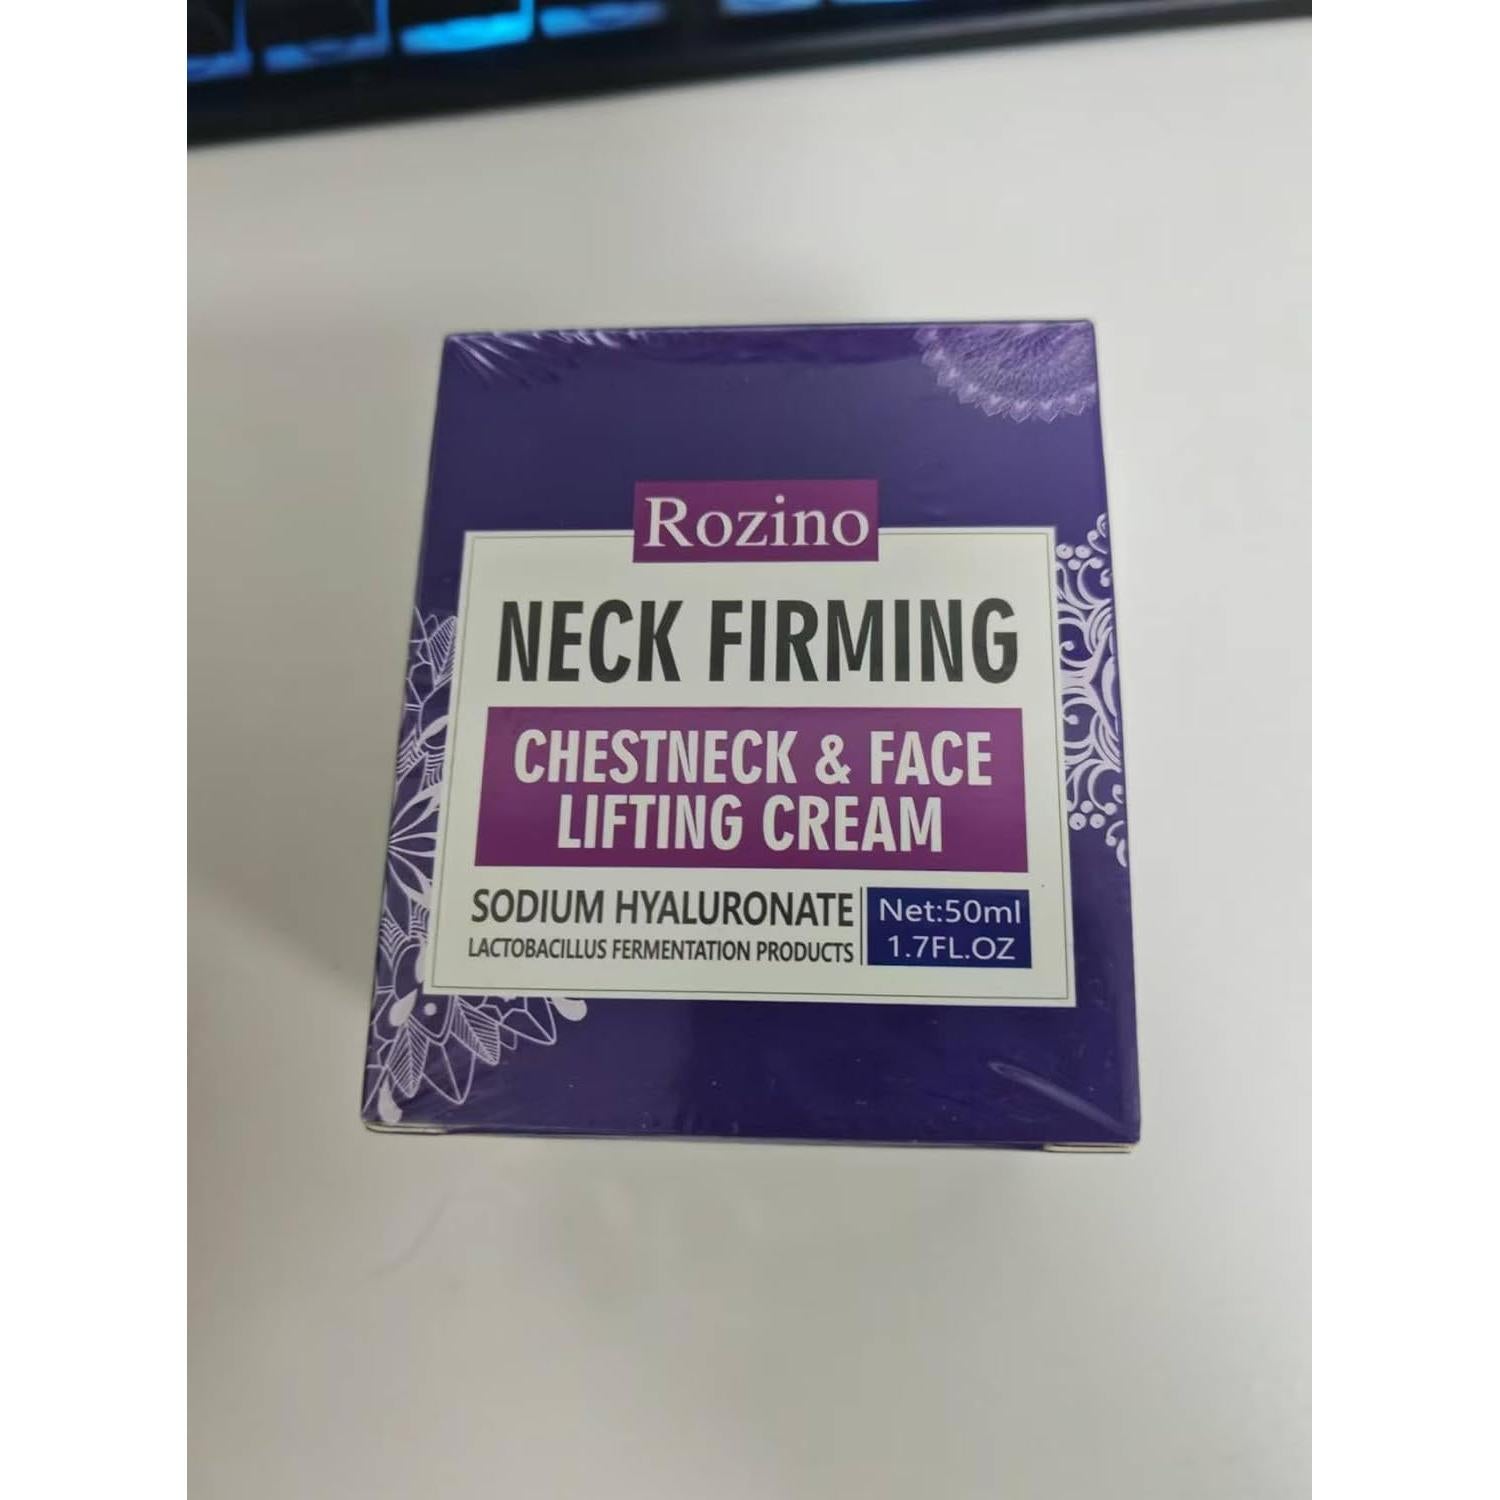 Rozino
NECK FIRMING
CHESTNECK & FACE
LIFTING CREAM
SODIUM HYALURONATE
LACTOBACILLUS FERMENTATION PRODUCTS
Net:50ml
1.7FL.OZ